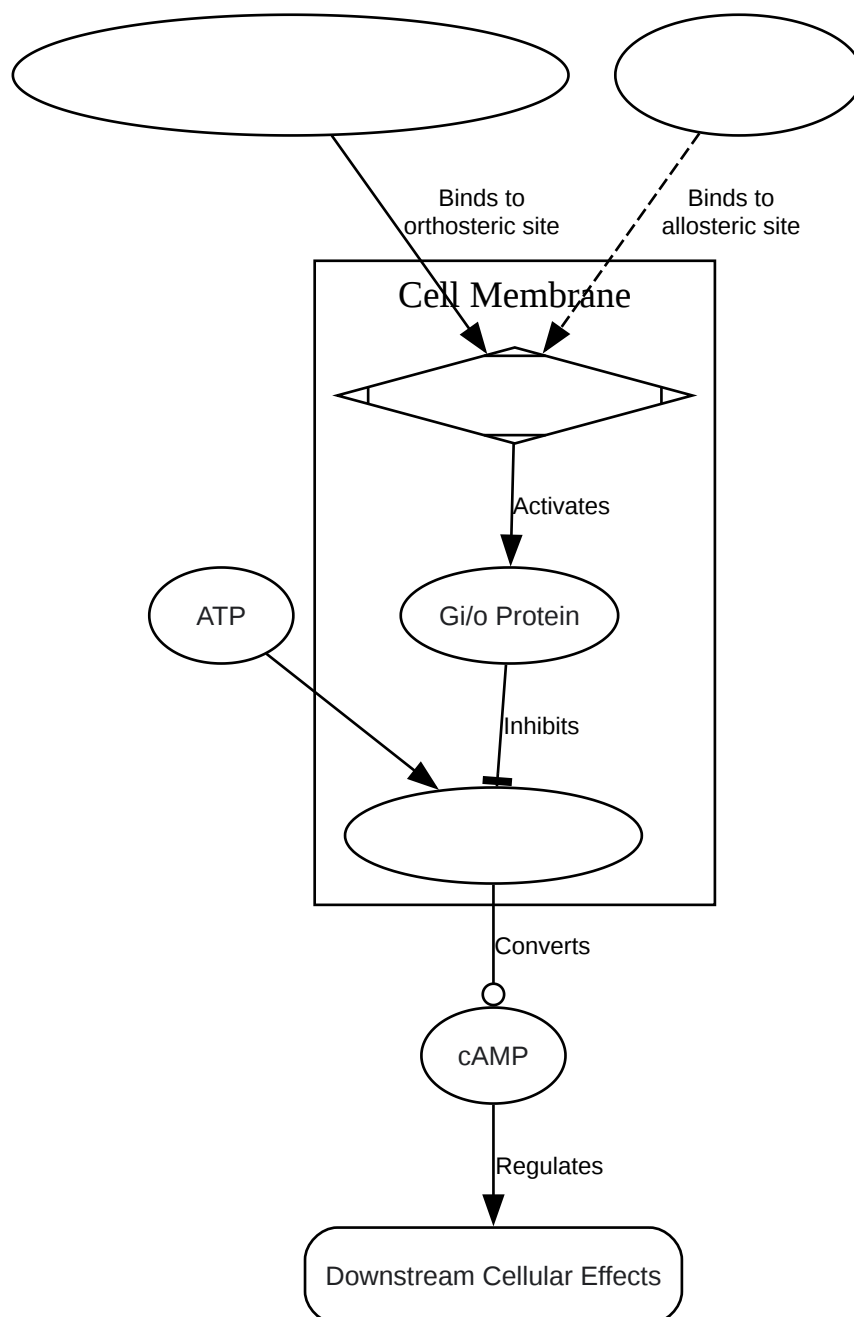 Binds to
orthosteric site
Binds to
allosteric site
Cell Membrane
Activates
ATP
Gi/o Protein
Inhibits
Converts
cAMP
Regulates
Downstream Cellular Effects